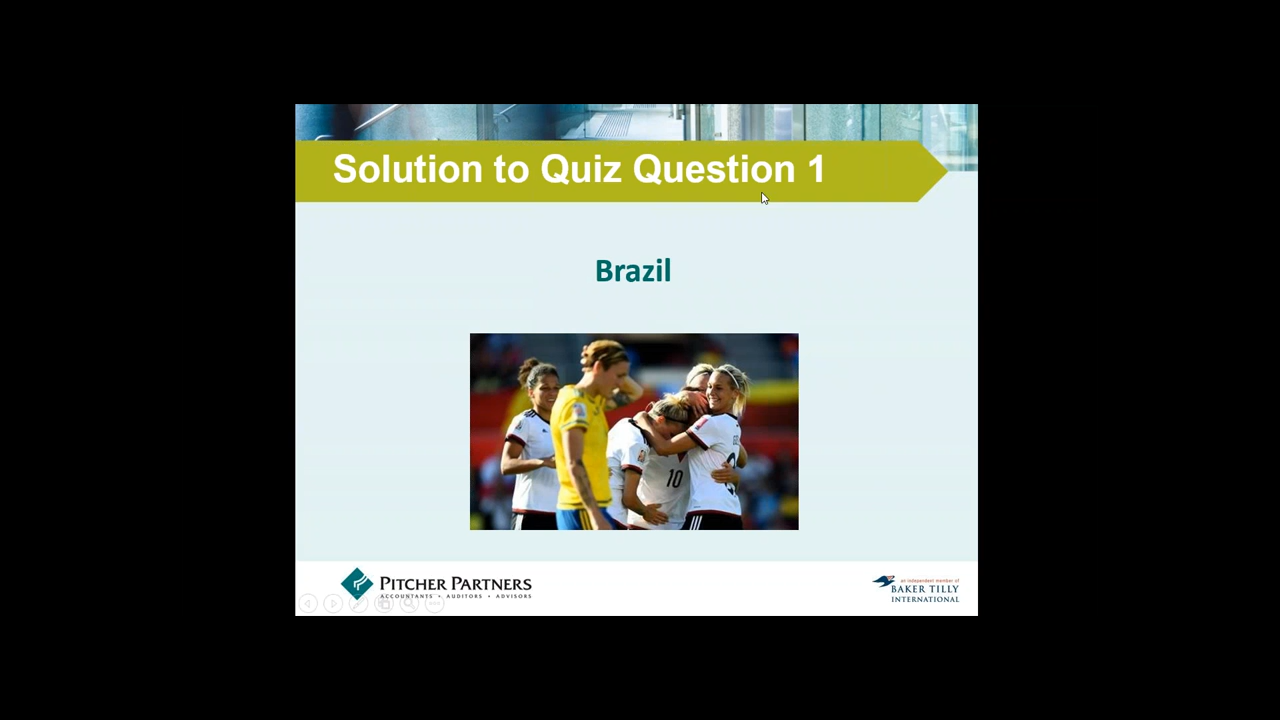 Solution to Quiz Question 1
Brazil
10
PITCHER PARTNERS
ACCOUNTANTS • AUDITORS • ADVISORS
an independent member of
BAKER TILLY
INTERNATIONAL